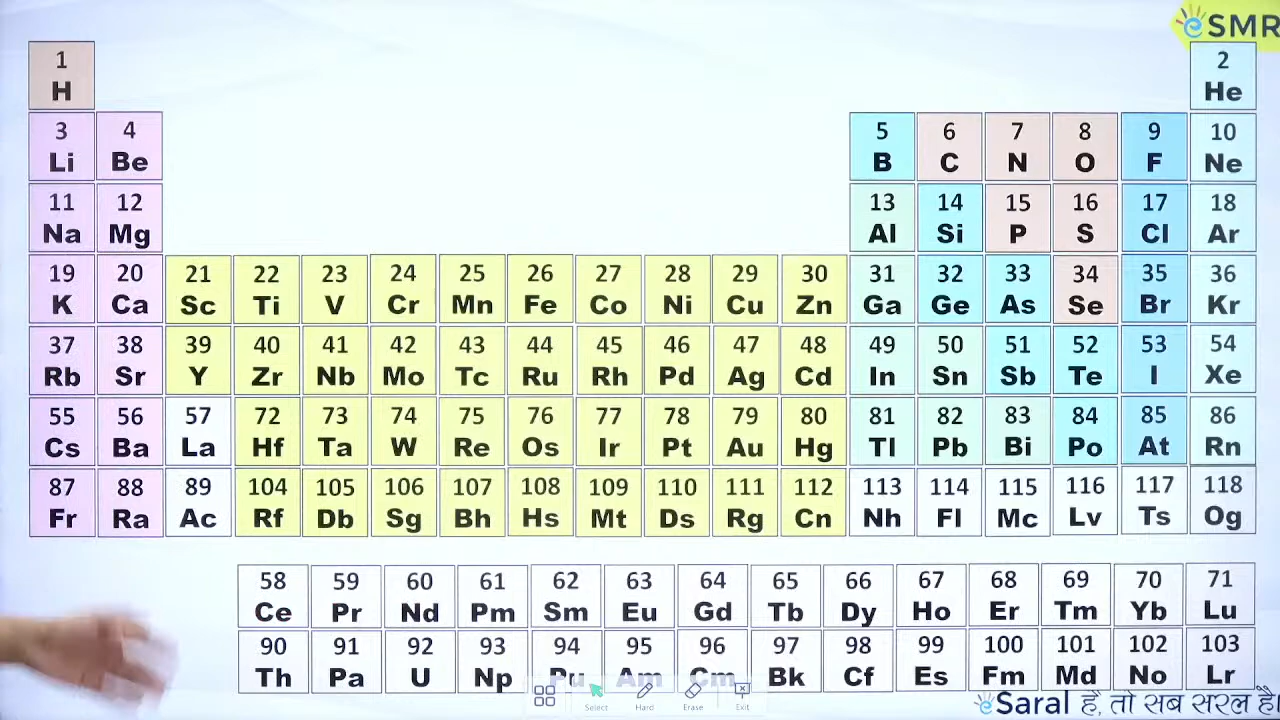 eSMR
1 2
H He
3 4 5 6 7 8 9 10
Li Be B C N O F Ne
11 12 13 14 15 16 17 18
Na Mg Al Si P S Cl Ar
19 20 21 22 23 24 25 26 27 28 29 30 31 32 33 34 35 36
K Ca Sc Ti V Cr Mn Fe Co Ni Cu Zn Ga Ge As Se Br Kr
37 38 39 40 41 42 43 44 45 46 47 48 49 50 51 52 53 54
Rb Sr Y Zr Nb Mo Tc Ru Rh Pd Ag Cd In Sn Sb Te I Xe
55 56 57 72 73 74 75 76 77 78 79 80 81 82 83 84 85 86
Cs Ba La Hf Ta W Re Os Ir Pt Au Hg Tl Pb Bi Po At Rn
87 88 89 104 105 106 107 108 109 110 111 112 113 114 115 116 117 118
Fr Ra Ac Rf Db Sg Bh Hs Mt Ds Rg Cn Nh Fl Mc Lv Ts Og
58 59 60 61 62 63 64 65 66 67 68 69 70 71
Ce Pr Nd Pm Sm Eu Gd Tb Dy Ho Er Tm Yb Lu
90 91 92 93 94 95 96 97 98 99 100 101 102 103
Th Pa U Np Pu Am Cm Bk Cf Es Fm Md No Lr
Select Hard Erase Exit
eSaral है, तो सब सरल है।